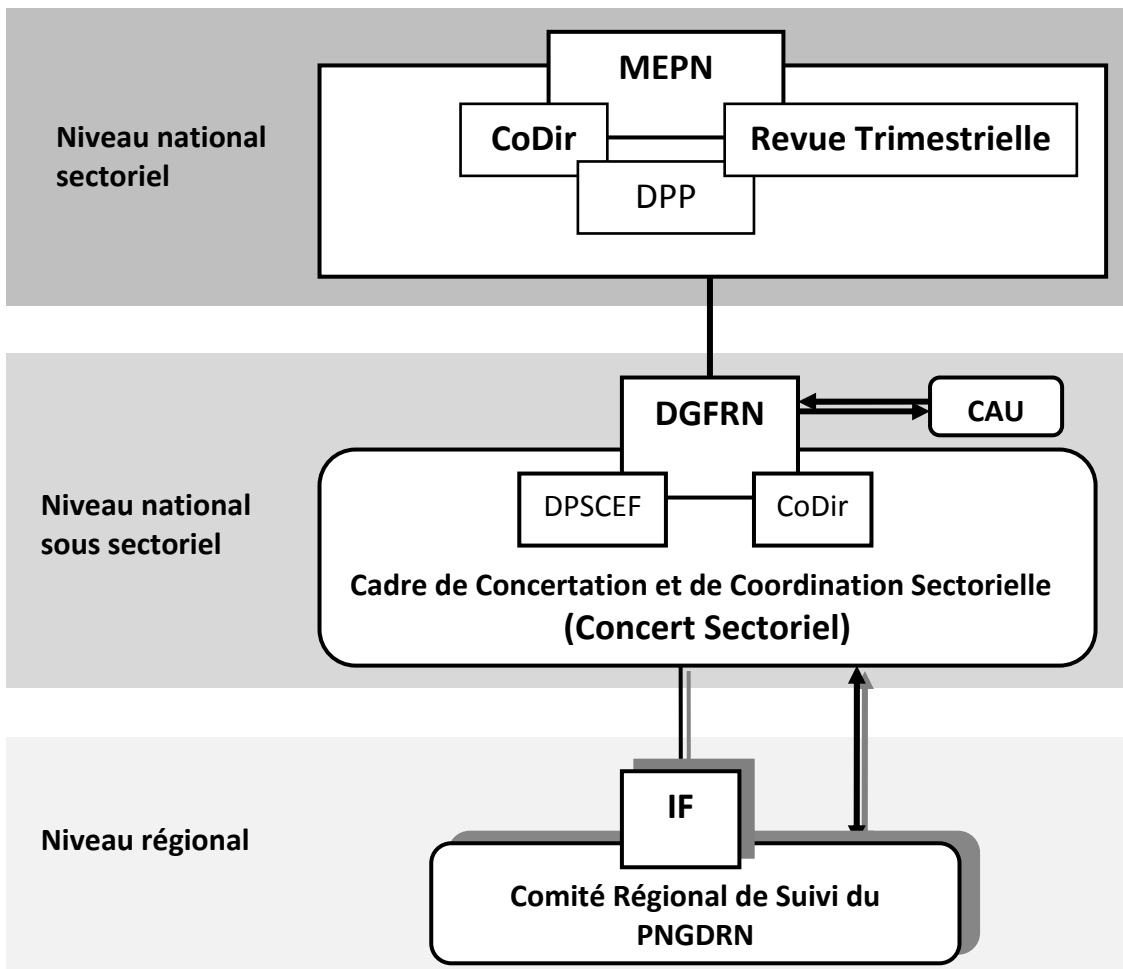 MEPN
Niveau national
sectoriel
CoDir
Revue Trimestrielle
DPP
DGFRN
CAU
Niveau national
sous sectoriel
DPSCEF
CoDir
Cadre de Concertation et de Coordination Sectorielle
(Concert Sectoriel)
Niveau régional
IF
Comité Régional de Suivi du
PNGDRN